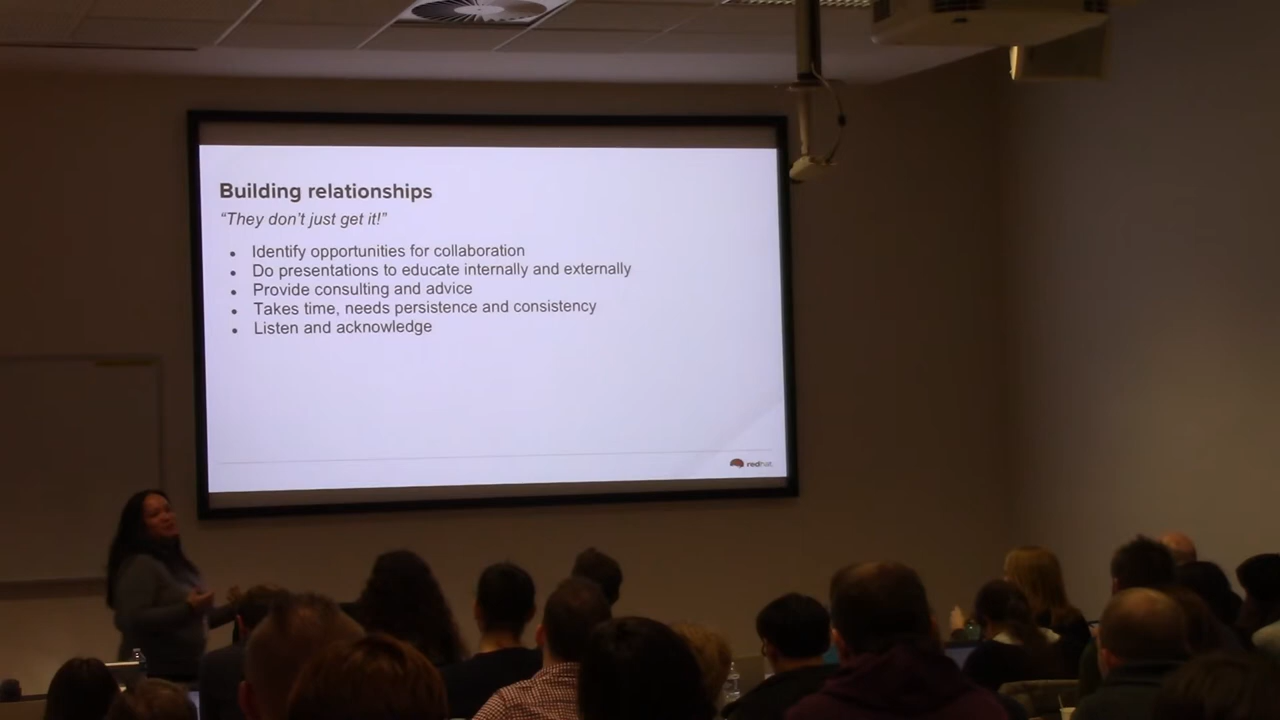 Building relationships
“They don't just get it!”
• Identify opportunities for collaboration
• Do presentations to educate internally and externally
• Provide consulting and advice
• Takes time, needs persistence and consistency
• Listen and acknowledge
redhat